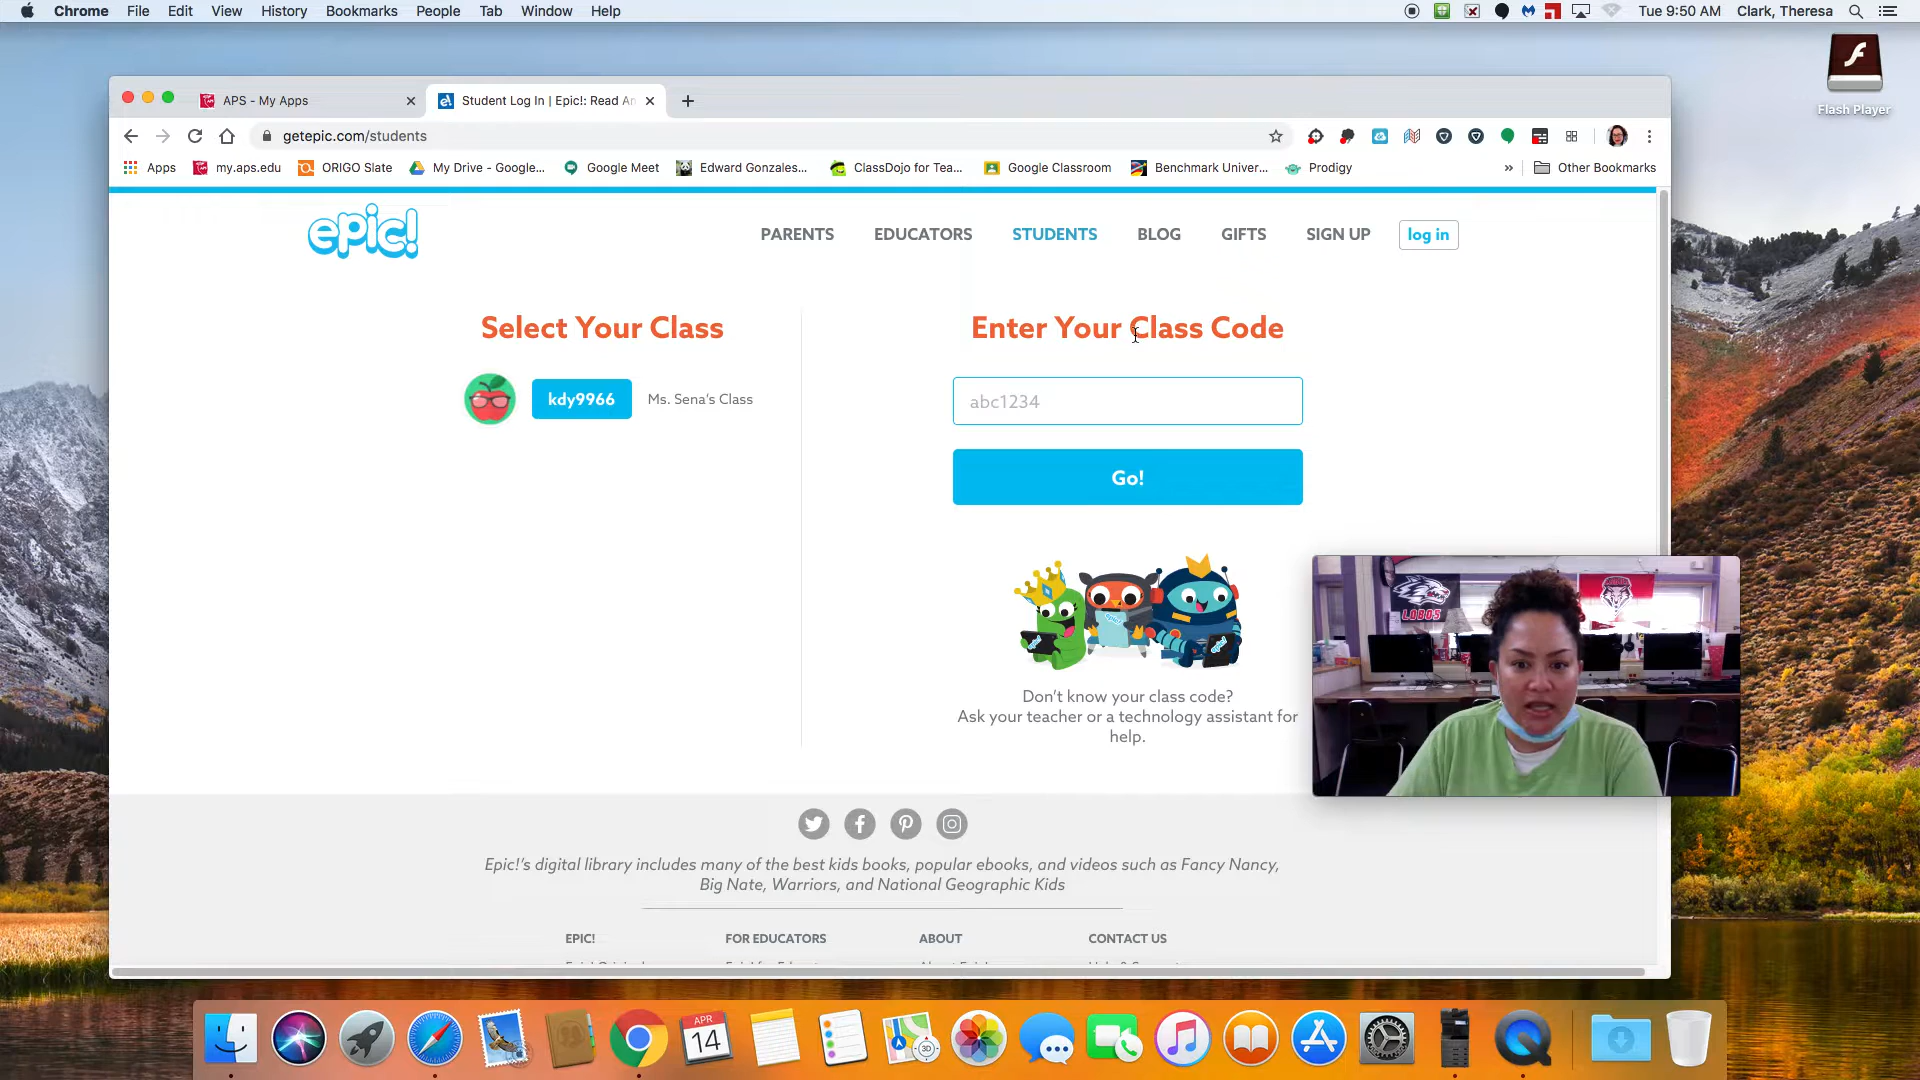 Chrome File Edit View History Bookmarks People Tab Window Help
Tue 9:50 AM Clark, Theresa
Flash Player
APS - My Apps
Student Log In | Epic!: Read An
getepic.com/students
Apps my.aps.edu ORIGO Slate My Drive - Google... Google Meet Edward Gonzales... ClassDojo for Tea... Google Classroom Benchmark Univer... Prodigy » Other Bookmarks
epic!
PARENTS EDUCATORS STUDENTS BLOG GIFTS SIGN UP log in
Select Your Class
kdy9966 Ms. Sena's Class
Enter Your Class Code
abc1234
Go!
Don't know your class code?
Ask your teacher or a technology assistant for
help.
LOBOS
Epic!'s digital library includes many of the best kids books, popular ebooks, and videos such as Fancy Nancy,
Big Nate, Warriors, and National Geographic Kids
EPIC! FOR EDUCATORS ABOUT CONTACT US
APR
14
3D